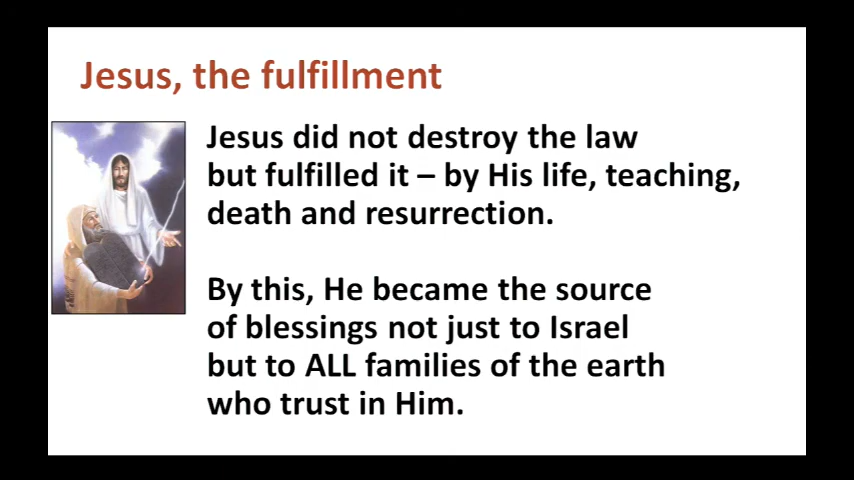 Jesus, the fulfillment
Jesus did not destroy the law
but fulfilled it – by His life, teaching,
death and resurrection.
By this, He became the source
of blessings not just to Israel
but to ALL families of the earth
who trust in Him.